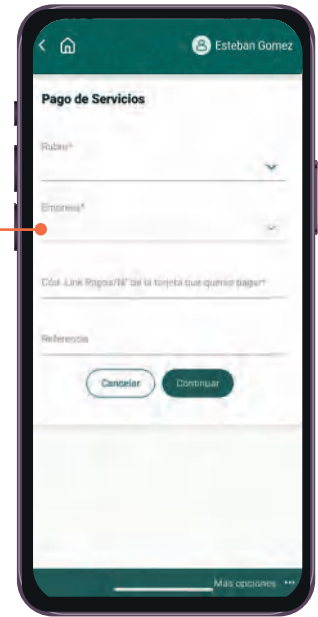 Esteban Gomez
Pago de Servicios
Rubro*
Empresa*
Cód. Link Pagos/N° de la tarjeta que querés pagar*
Referencia
Cancelar
Continuar
Más opciones